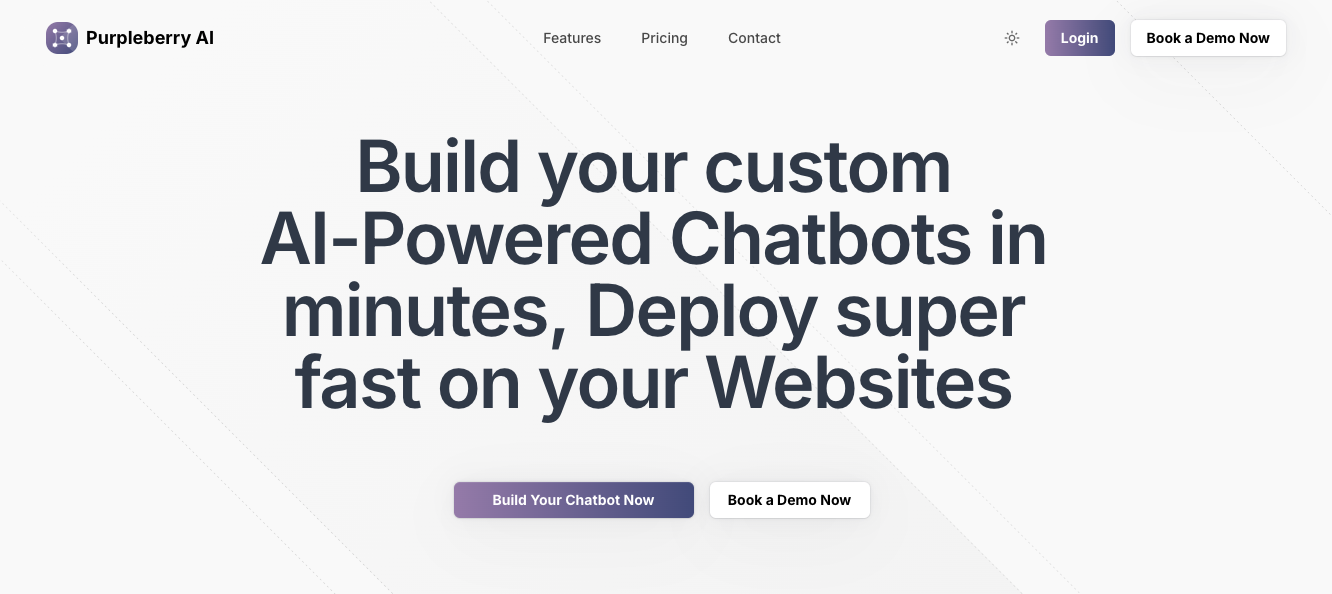 Purpleberry AI
Features
Pricing
Contact
Login
Book a Demo Now
Build your custom
AI-Powered Chatbots in
minutes, Deploy super
fast on your Websites
Build Your Chatbot Now
Book a Demo Now